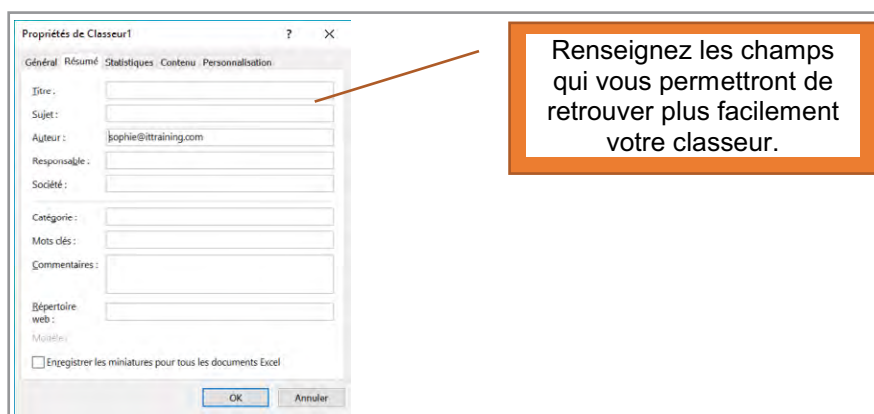 Propriétés de Classeur1 ? ×
Général Résumé Statistiques Contenu Personnalisation
Titre :
Sujet :
Auteur : sophie@ittraining.com
Responsable :
Société :
Catégorie :
Mots clés :
Commentaires :
Répertoire
web :
Modèle :
Enregistrer les miniatures pour tous les documents Excel
OK Annuler
Renseignez les champs
qui vous permettront de
retrouver plus facilement
votre classeur.